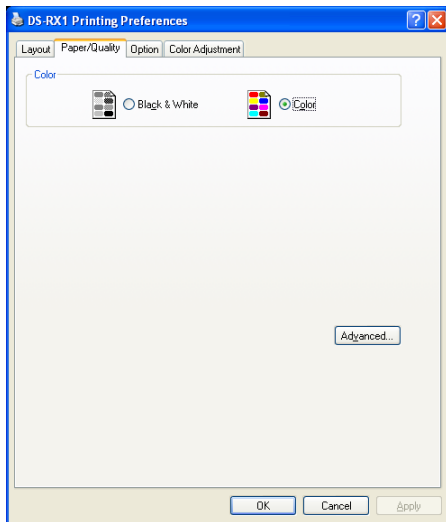 DS-RX1 Printing Preferences
Layout Paper/Quality Option Color Adjustment
Color
Black & White Color
Advanced...
OK Cancel Apply